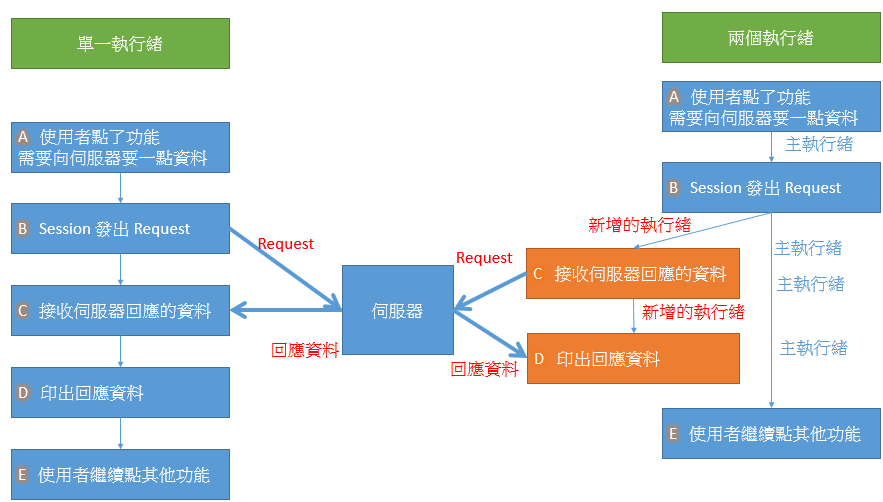 單一執行緒
A 使用者點了功能
需要向伺服器要一點資料
B Session 發出 Request
C 接收伺服器回應的資料
D 印出回應資料
E 使用者繼續點其他功能
Request
回應資料
伺服器
Request
回應資料
兩個執行緒
A 使用者點了功能
需要向伺服器要一點資料
主執行緒
B Session 發出 Request
新增的執行緒
主執行緒
C 接收伺服器回應的資料
主執行緒
新增的執行緒
D 印出回應資料
主執行緒
E 使用者繼續點其他功能